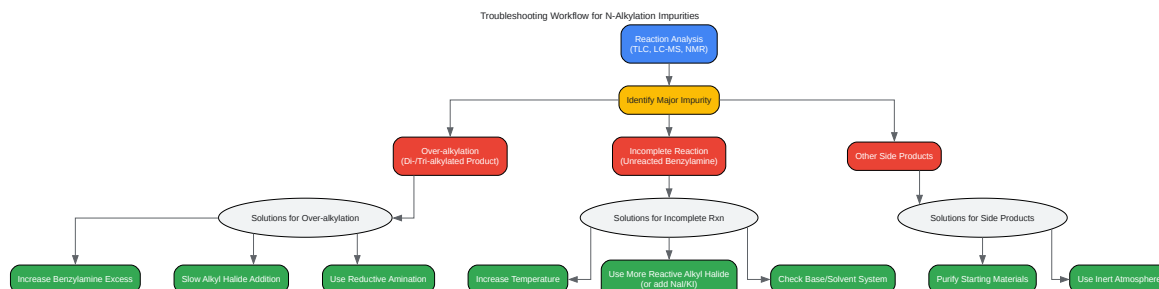 Troubleshooting Workflow for N-Alkylation Impurities
Reaction Analysis
(TLC, LC-MS, NMR)
Identify Major Impurity
Over-alkylation
(Di-/Tri-alkylated Product)
Incomplete Reaction
(Unreacted Benzylamine)
Other Side Products
Solutions for Over-alkylation
Solutions for Incomplete Rxn
Solutions for Side Products
Increase Benzylamine Excess
Slow Alkyl Halide Addition
Use Reductive Amination
Increase Temperature
Use More Reactive Alkyl Halide
(or add NaI/KI)
Check Base/Solvent System
Purify Starting Materials
Use Inert Atmosphere